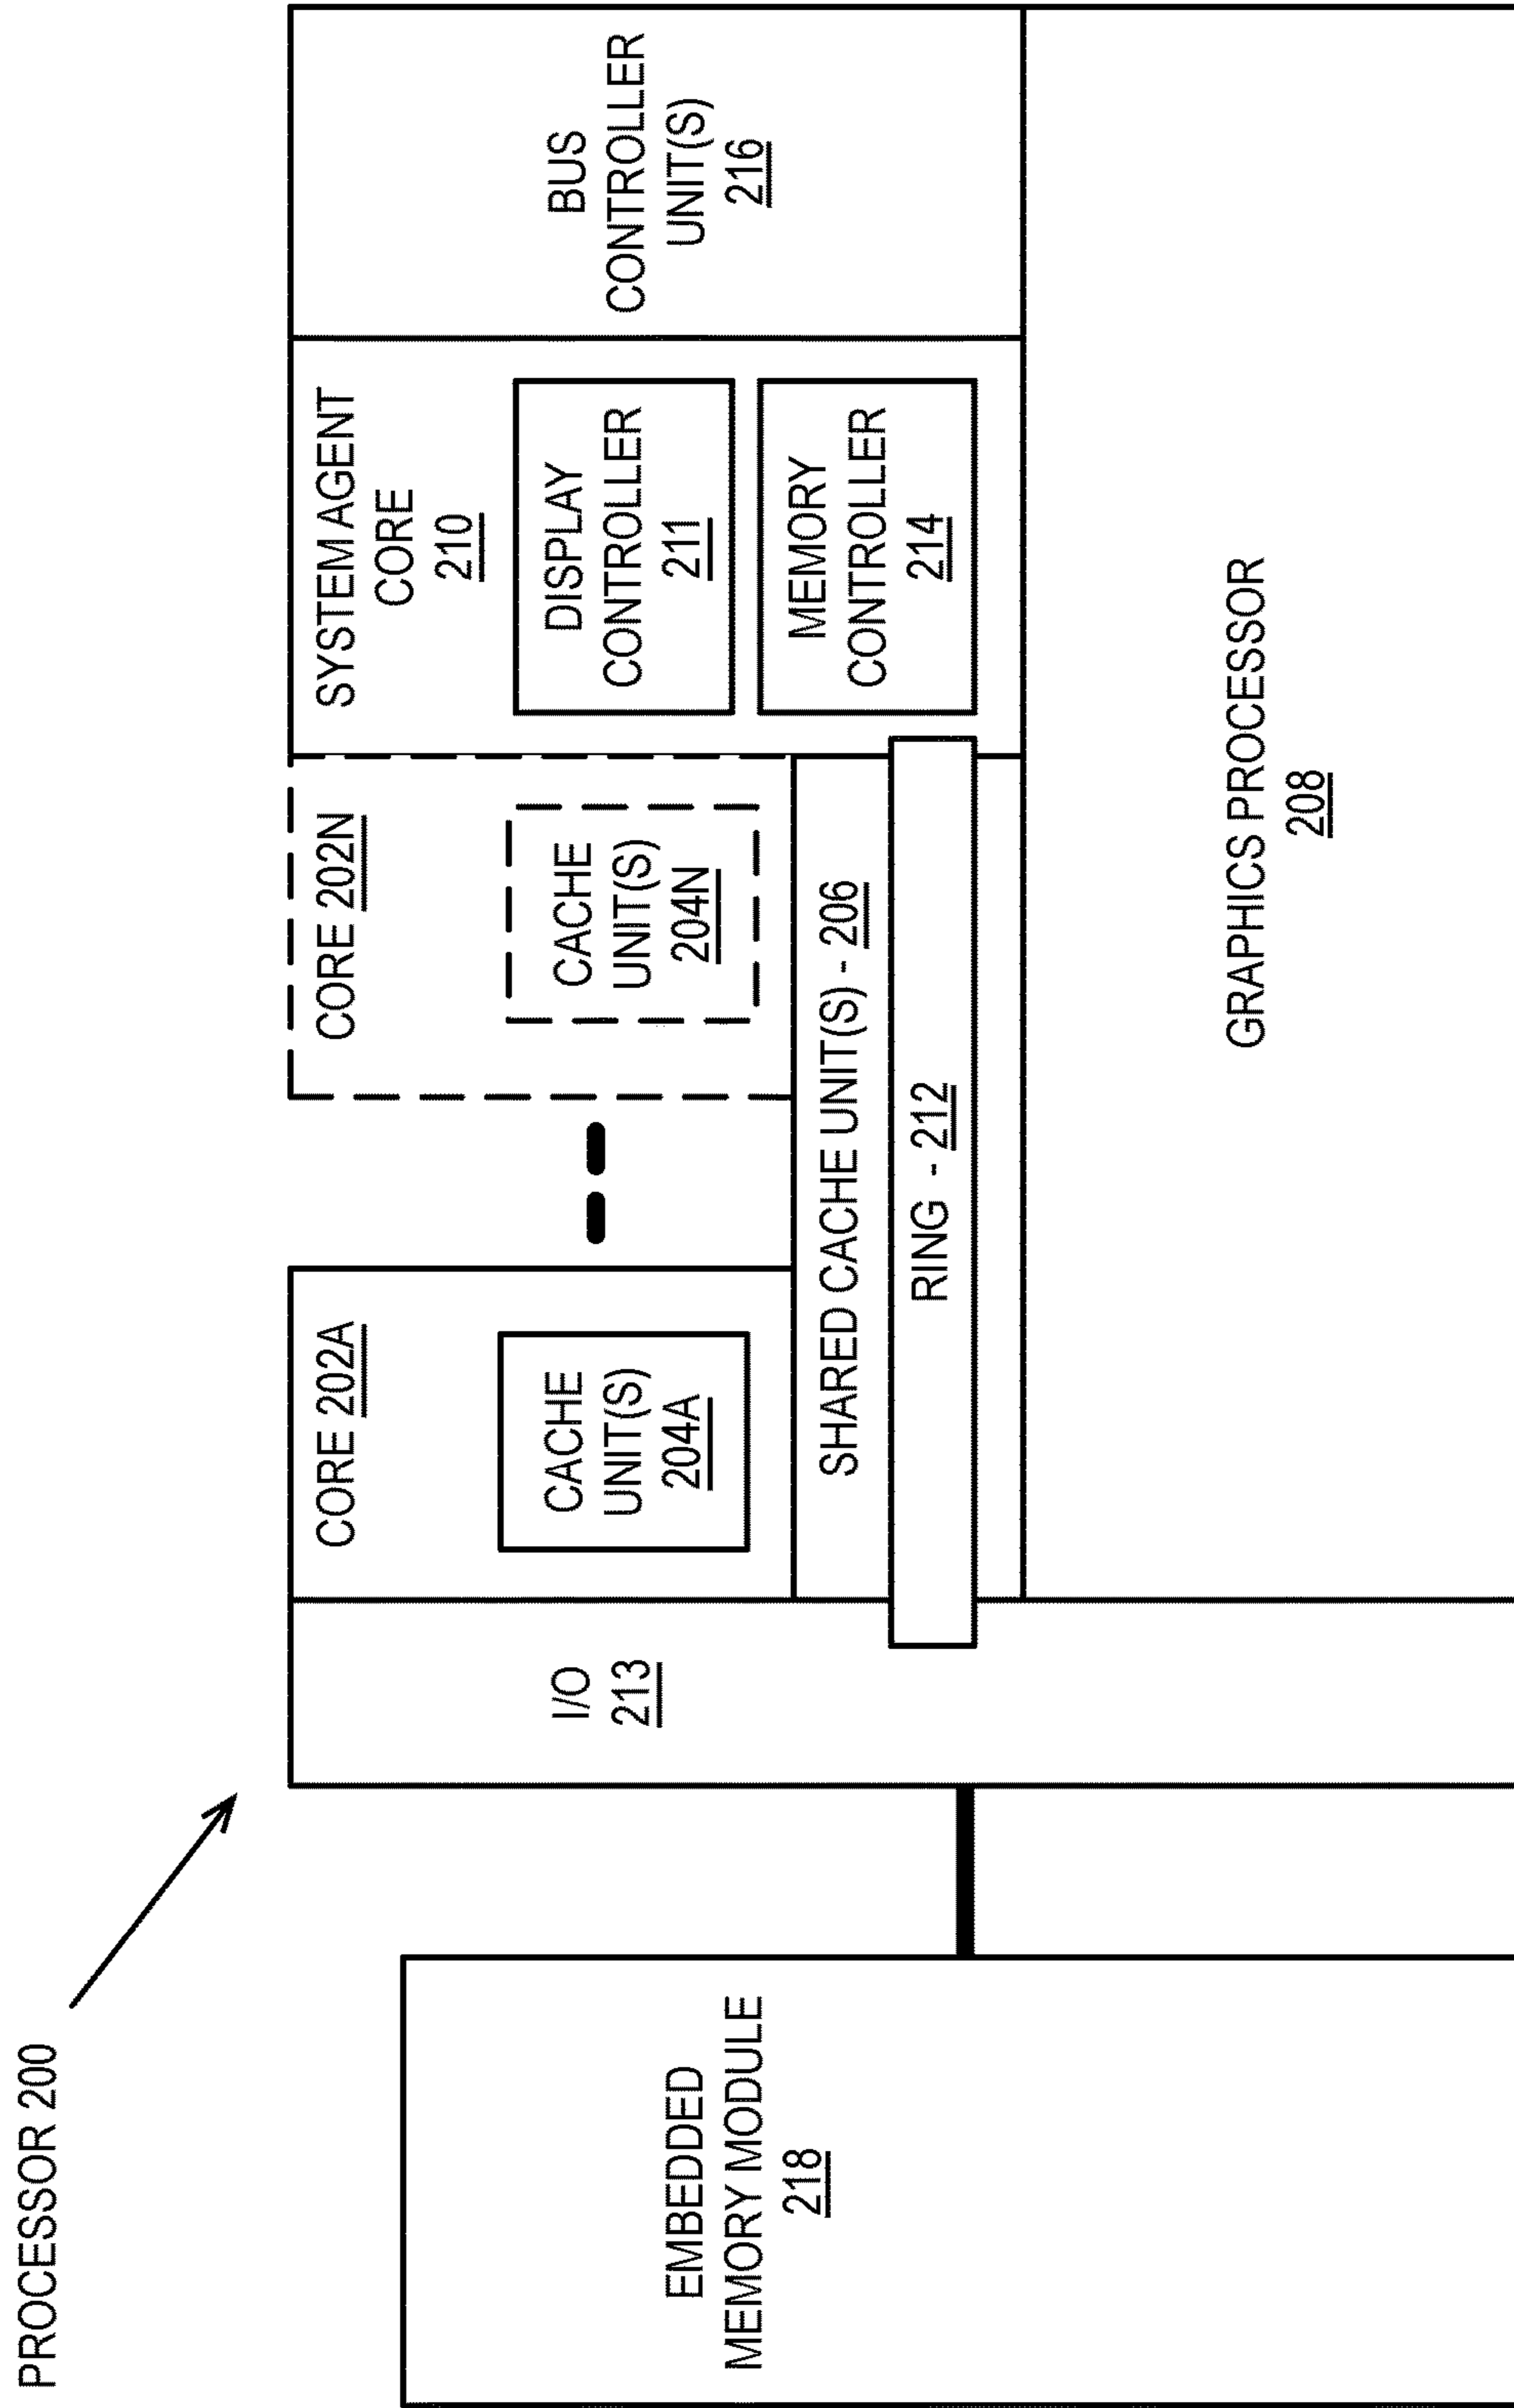 PROCESSOR 200
EMBEDDED
MEMORY MODULE
218
I/O
213
CORE 202A
CACHE
UNIT(S)
204A
CORE 202N
CACHE
UNIT(S)
204N
SHARED CACHE UNIT(S) - 206
RING - 212
SYSTEM AGENT
CORE
210
DISPLAY
CONTROLLER
211
MEMORY
CONTROLLER
214
BUS
CONTROLLER
UNIT(S)
216
GRAPHICS PROCESSOR
208